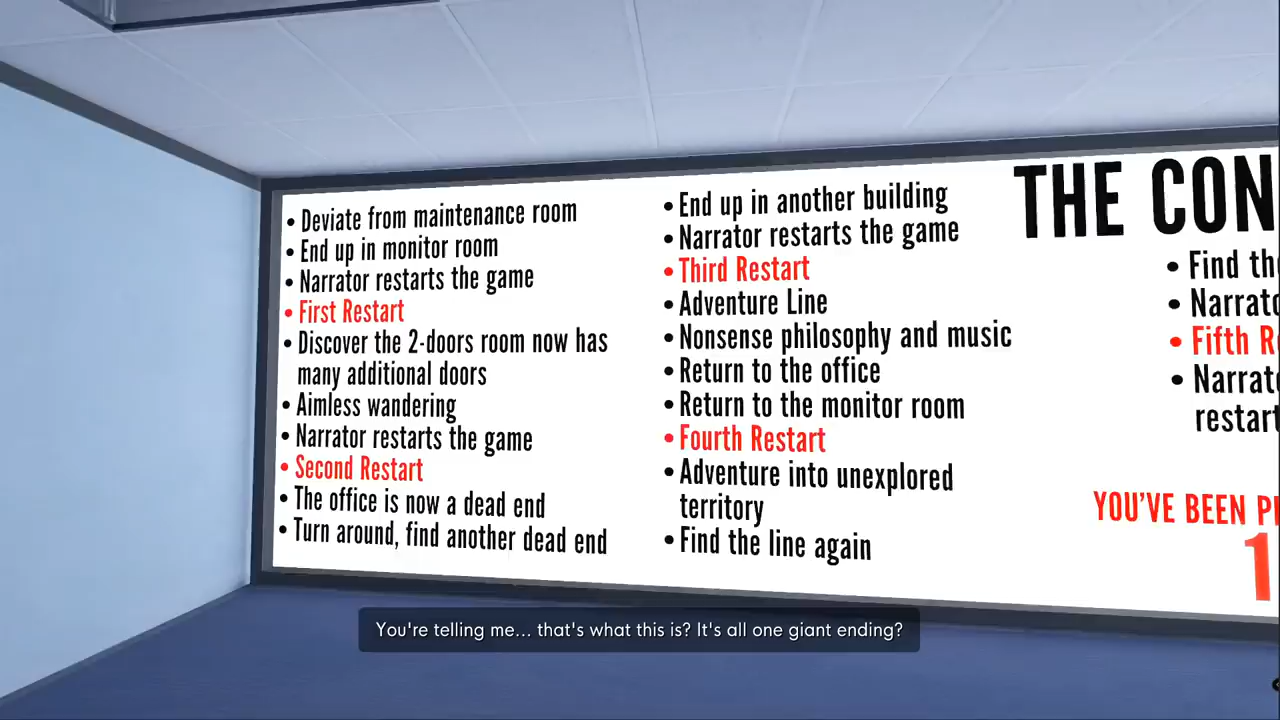 • Deviate from maintenance room
• End up in monitor room
• Narrator restarts the game
• First Restart
• Discover the 2-doors room now has
many additional doors
• Aimless wandering
• Narrator restarts the game
• Second Restart
• The office is now a dead end
• Turn around, find another dead end
• End up in another building
• Narrator restarts the game
• Third Restart
• Adventure Line
• Nonsense philosophy and music
• Return to the office
• Return to the monitor room
• Fourth Restart
• Adventure into unexplored
territory
• Find the line again
THE CON
• Find th
• Narrato
• Fifth R
• Narrat
restart
YOU'VE BEEN
1
You're telling me... that's what this is? It's all one giant ending?